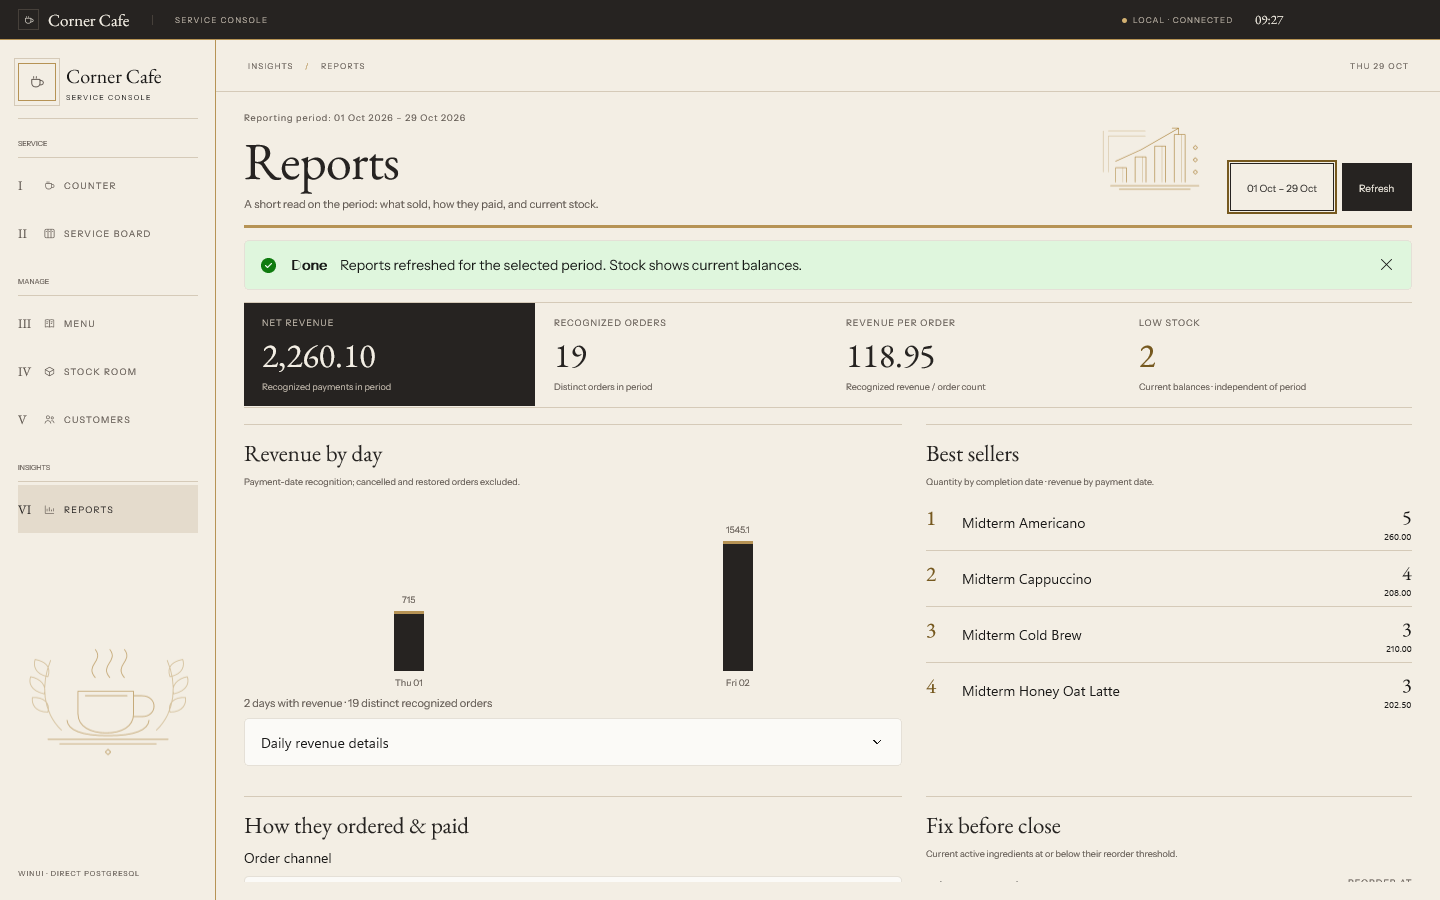 Corner Cafe
SERVICE CONSOLE
LOCAL · CONNECTED
09:27
Corner Cafe
SERVICE CONSOLE
SERVICE
I COUNTER
II SERVICE BOARD
MANAGE
III MENU
IV STOCK ROOM
V CUSTOMERS
INSIGHTS
VI REPORTS
WINUI · DIRECT POSTGRESQL
INSIGHTS / REPORTS
THU 29 OCT
Reporting period: 01 Oct 2026 – 29 Oct 2026
Reports
A short read on the period: what sold, how they paid, and current stock.
01 Oct – 29 Oct
Refresh
Done Reports refreshed for the selected period. Stock shows current balances.
NET REVENUE
2,260.10
Recognized payments in period
RECOGNIZED ORDERS
19
Distinct orders in period
REVENUE PER ORDER
118.95
Recognized revenue / order count
LOW STOCK
2
Current balances · independent of period
Revenue by day
Payment-date recognition; cancelled and restored orders excluded.
1545.1
715
Thu 01
Fri 02
2 days with revenue · 19 distinct recognized orders
Daily revenue details
Best sellers
Quantity by completion date · revenue by payment date.
1 Midterm Americano 5
260.00
2 Midterm Cappuccino 4
208.00
3 Midterm Cold Brew 3
210.00
4 Midterm Honey Oat Latte 3
202.50
How they ordered & paid
Order channel
Fix before close
Current active ingredients at or below their reorder threshold.
REORDER AT